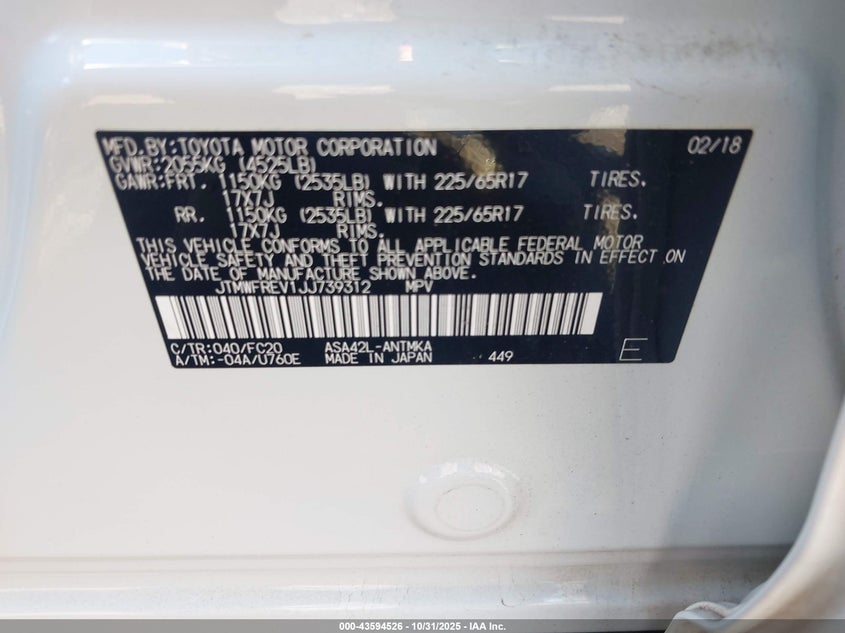 MFD.BY:TOYOTA MOTOR CORPORATION 02/18
GVWR:2055KG (4525LB)
GAWR:FRT. 1150KG (2535LB) WITH 225/65R17 TIRES.
17X7J RIMS.
RR. 1150KG (2535LB) WITH 225/65R17 TIRES.
17X7J RIMS.
THIS VEHICLE CONFORMS TO ALL APPLICABLE FEDERAL MOTOR
VEHICLE SAFETY AND THEFT PREVENTION STANDARDS IN EFFECT ON
THE DATE OF MANUFACTURE SHOWN ABOVE.
JTMWFREV1JJ739312 MPV
C/TR:040/FC20 ASA42L-ANTMKA
A/TM:-04A/U760E MADE IN JAPAN 449 E
000-43594526 - 10/31/2025 - IAA Inc.